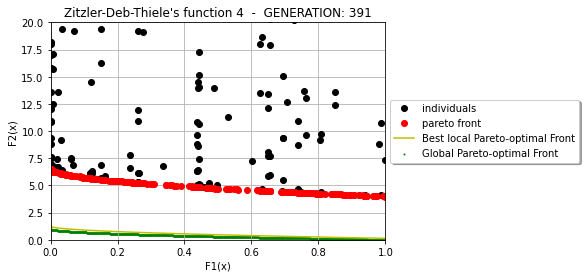 Zitzler-Deb-Thiele's function 4 - GENERATION: 391
20.0
17.5
15.0
12.5
10.0
7.5
5.0
2.5
0.0
F2(x)
0.0 0.2 0.4 0.6 0.8 1.0
F1(x)
individuals
pareto front
Best local Pareto-optimal Front
Global Pareto-optimal Front